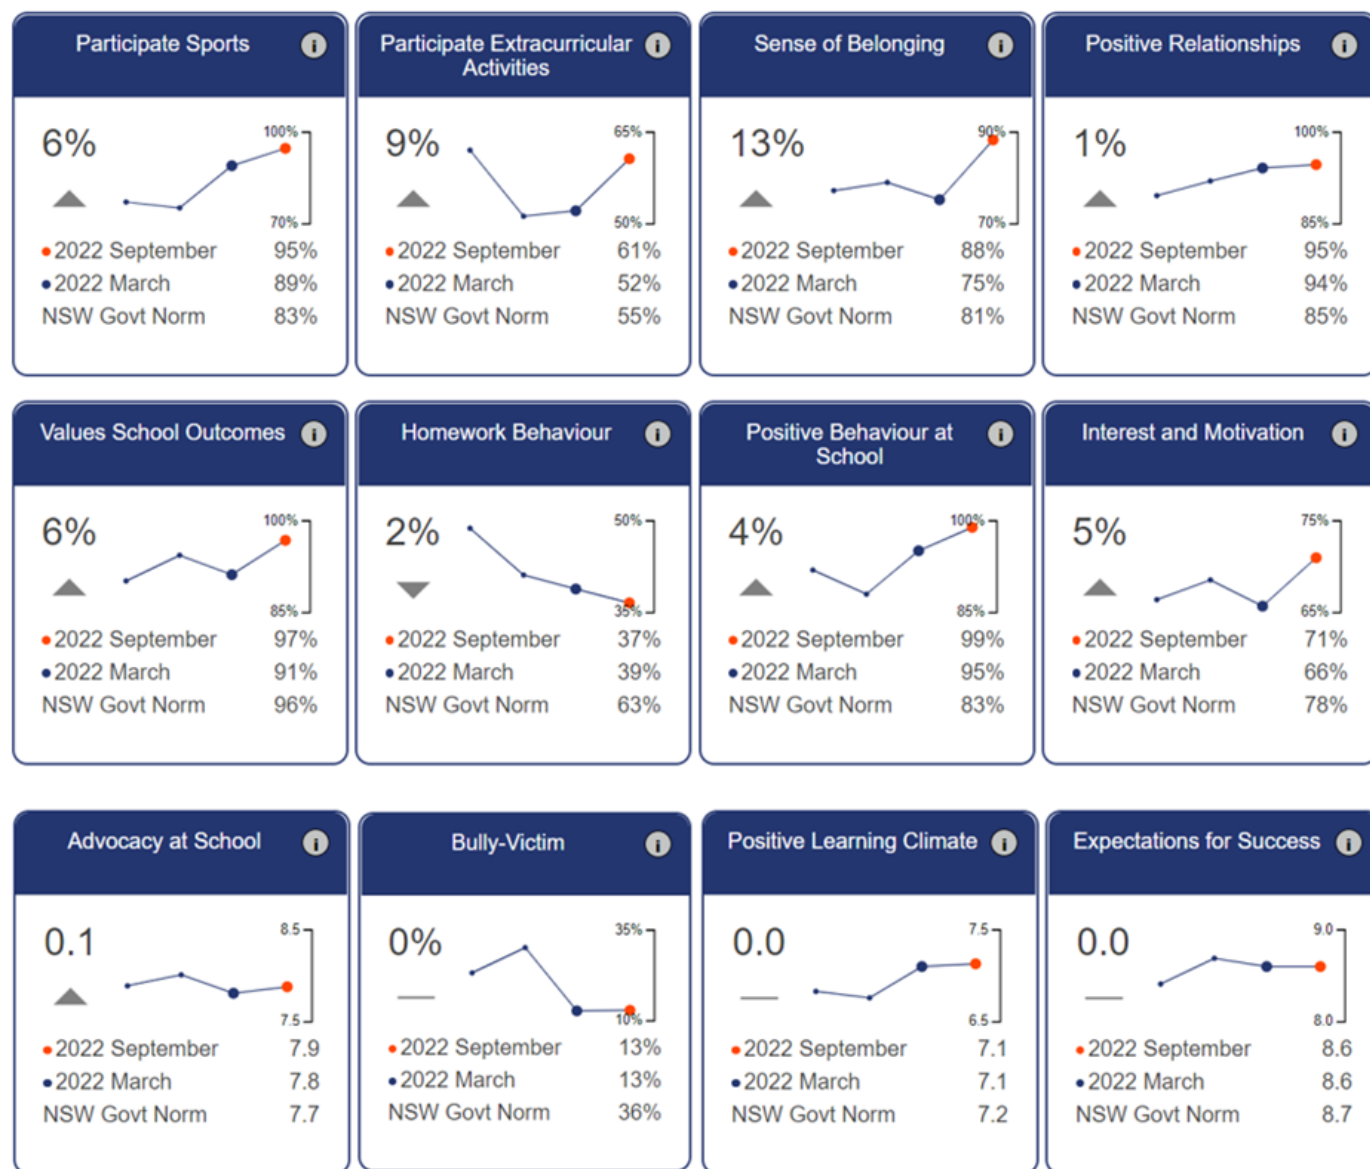 Participate Sports i
6%
100%
70%
2022 September 95%
2022 March 89%
NSW Govt Norm 83%
Participate Extracurricular i
Activities
9%
65%
50%
2022 September 61%
2022 March 52%
NSW Govt Norm 55%
Sense of Belonging i
13%
90%
70%
2022 September 88%
2022 March 75%
NSW Govt Norm 81%
Positive Relationships i
1%
100%
85%
2022 September 95%
2022 March 94%
NSW Govt Norm 85%
Values School Outcomes i
6%
100%
85%
2022 September 97%
2022 March 91%
NSW Govt Norm 96%
Homework Behaviour i
2%
50%
35%
2022 September 37%
2022 March 39%
NSW Govt Norm 63%
Positive Behaviour at i
School
4%
100%
85%
2022 September 99%
2022 March 95%
NSW Govt Norm 83%
Interest and Motivation i
5%
75%
65%
2022 September 71%
2022 March 66%
NSW Govt Norm 78%
Advocacy at School i
0.1
8.5
7.5
2022 September 7.9
2022 March 7.8
NSW Govt Norm 7.7
Bully-Victim i
0%
35%
10%
2022 September 13%
2022 March 13%
NSW Govt Norm 36%
Positive Learning Climate i
0.0
7.5
6.5
2022 September 7.1
2022 March 7.1
NSW Govt Norm 7.2
Expectations for Success i
0.0
9.0
8.0
2022 September 8.6
2022 March 8.6
NSW Govt Norm 8.7